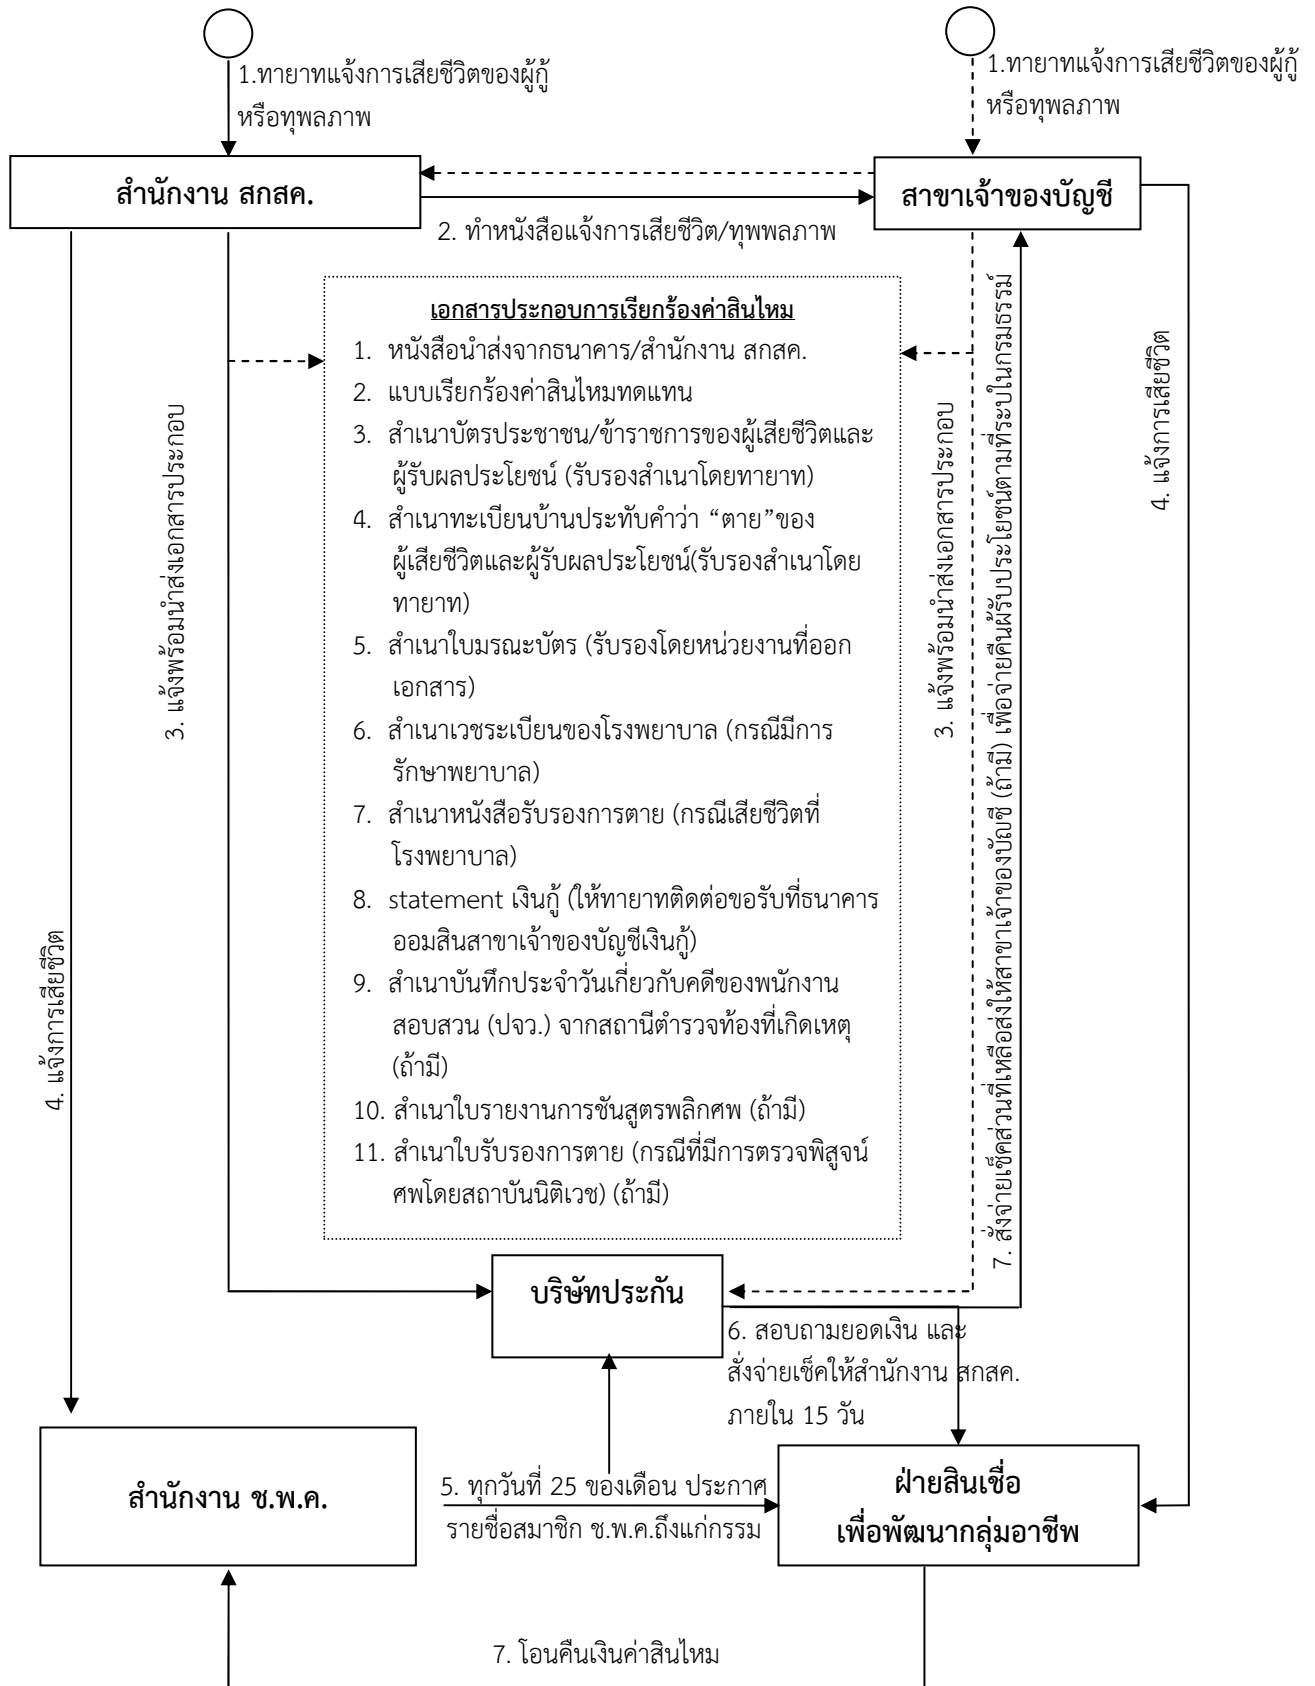 1.ทายาทแจ้งการเสียชีวิตของผู้กู้
หรือทุพลภาพ
1.ทายาทแจ้งการเสียชีวิตของผู้กู้
หรือทุพลภาพ
สำนักงาน สกสค.
สาขาเจ้าของบัญชี
2. ทำหนังสือแจ้งการเสียชีวิต/ทุพพลภาพ
เอกสารประกอบการเรียกร้องค่าสินไหม
1. หนังสือนำส่งจากธนาคาร/สำนักงาน สกสค.
2. แบบเรียกร้องค่าสินไหมทดแทน
3. สำเนาบัตรประชาชน/ข้าราชการของผู้เสียชีวิตและ
ผู้รับผลประโยชน์ (รับรองสำเนาโดยทายาท)
4. สำเนาทะเบียนบ้านประทับคำว่า “ตาย”ของ
ผู้เสียชีวิตและผู้รับผลประโยชน์(รับรองสำเนาโดย
ทายาท)
5. สำเนาใบมรณะบัตร (รับรองโดยหน่วยงานที่ออก
เอกสาร)
6. สำเนาเวชระเบียนของโรงพยาบาล (กรณีมีการ
รักษาพยาบาล)
7. สำเนาหนังสือรับรองการตาย (กรณีเสียชีวิตที่
โรงพยาบาล)
8. statement เงินกู้ (ให้ทายาทติดต่อขอรับที่ธนาคาร
ออมสินสาขาเจ้าของบัญชีเงินกู้)
9. สำเนาบันทึกประจำวันเกี่ยวกับคดีของพนักงาน
สอบสวน (ปจว.) จากสถานีตำรวจท้องที่เกิดเหตุ
(ถ้ามี)
10. สำเนาใบรายงานการชันสูตรพลิกศพ (ถ้ามี)
11. สำเนาใบรับรองการตาย (กรณีที่มีการตรวจพิสูจน์
ศพโดยสถาบันนิติเวช) (ถ้ามี)
3. แจ้งพร้อมนำส่งเอกสารประกอบ
4. แจ้งการเสียชีวิต
3. แจ้งพร้อมนำส่งเอกสารประกอบ
7. สั่งจ่ายเช็คส่วนที่เหลือส่งให้สาขาเจ้าของบัญชี (ถ้ามี) เพื่อจ่ายคืนผู้รับประโยชน์ตามที่ระบุในกรมธรรม์
4. แจ้งการเสียชีวิต
บริษัทประกัน
6. สอบถามยอดเงิน และ
สั่งจ่ายเช็คให้สำนักงาน สกสค.
ภายใน 15 วัน
สำนักงาน ช.พ.ค.
5. ทุกวันที่ 25 ของเดือน ประกาศ
รายชื่อสมาชิก ช.พ.ค.ถึงแก่กรรม
ฝ่ายสินเชื่อ
เพื่อพัฒนากลุ่มอาชีพ
7. โอนคืนเงินค่าสินไหม